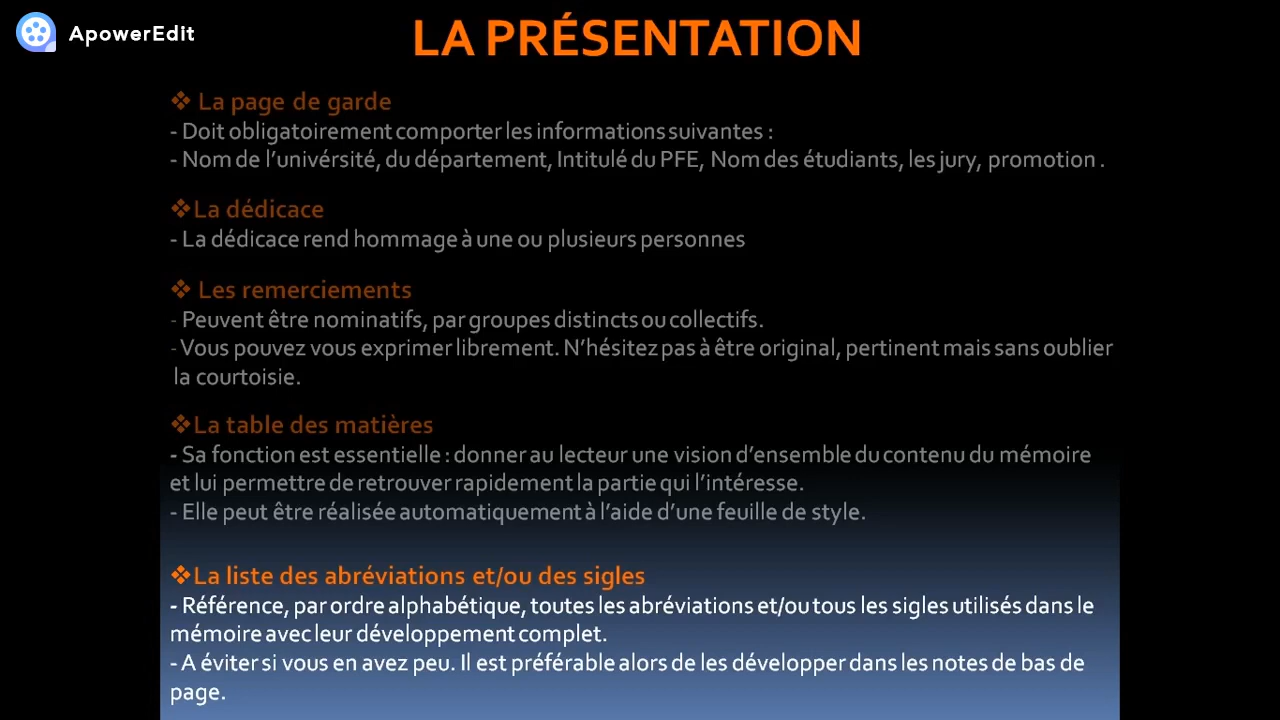 ApowerEdit
LA PRÉSENTATION
❖ La page de garde
- Doit obligatoirement comporter les informations suivantes :
- Nom de l’univérsité, du département, Intitulé du PFE, Nom des étudiants, les jury, promotion .
❖La dédicace
- La dédicace rend hommage à une ou plusieurs personnes
❖ Les remerciements
- Peuvent être nominatifs, par groupes distincts ou collectifs.
- Vous pouvez vous exprimer librement. N’hésitez pas à être original, pertinent mais sans oublier
la courtoisie.
❖La table des matières
- Sa fonction est essentielle : donner au lecteur une vision d’ensemble du contenu du mémoire
et lui permettre de retrouver rapidement la partie qui l’intéresse.
- Elle peut être réalisée automatiquement à l’aide d’une feuille de style.
❖La liste des abréviations et/ou des sigles
- Référence, par ordre alphabétique, toutes les abréviations et/ou tous les sigles utilisés dans le
mémoire avec leur développement complet.
- A éviter si vous en avez peu. Il est préférable alors de les développer dans les notes de bas de
page.